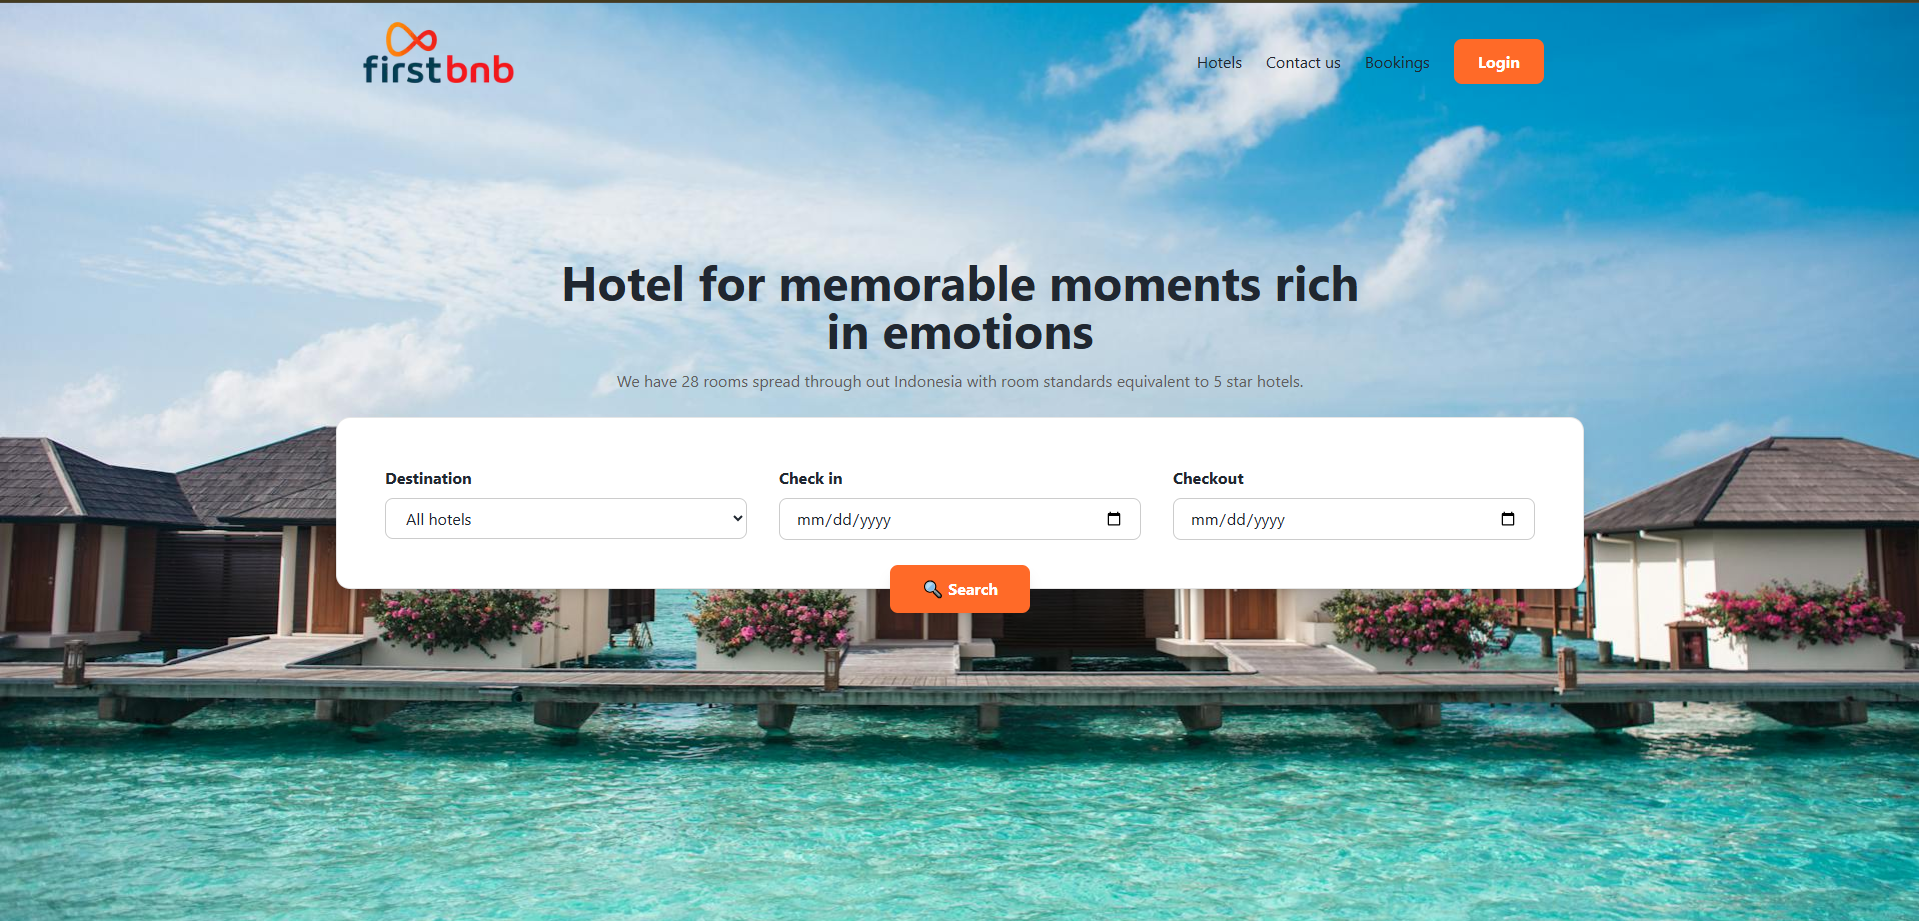 firstbnb
Hotels
Contact us
Bookings
Login
Hotel for memorable moments rich
in emotions
We have 28 rooms spread through out Indonesia with room standards equivalent to 5 star hotels.
Destination
Check in
Checkout
All hotels
mm/dd/yyyy
mm/dd/yyyy
🔍 Search